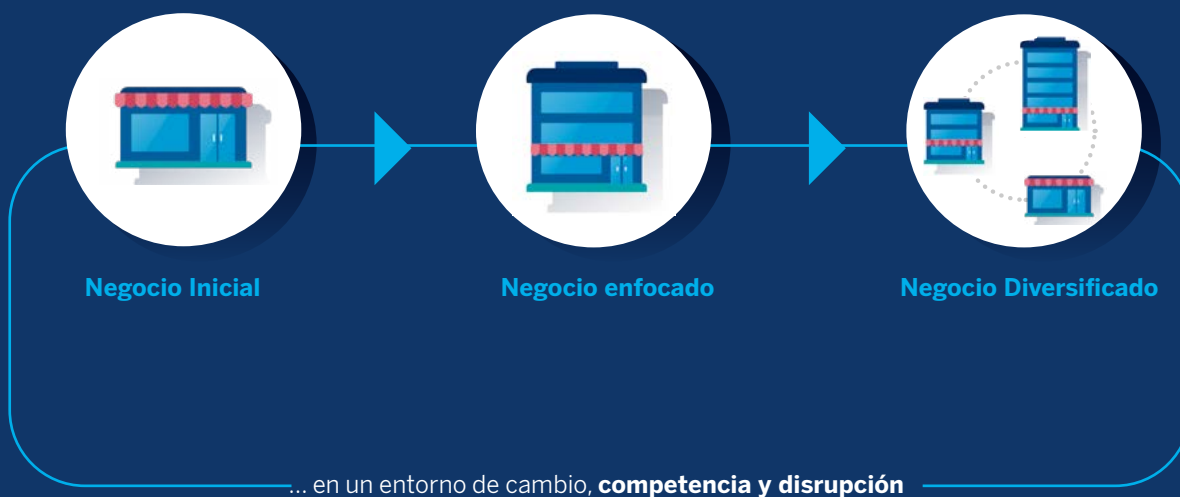 Negocio Inicial
Negocio enfocado
Negocio Diversificado
... en un entorno de cambio, competencia y disrupción